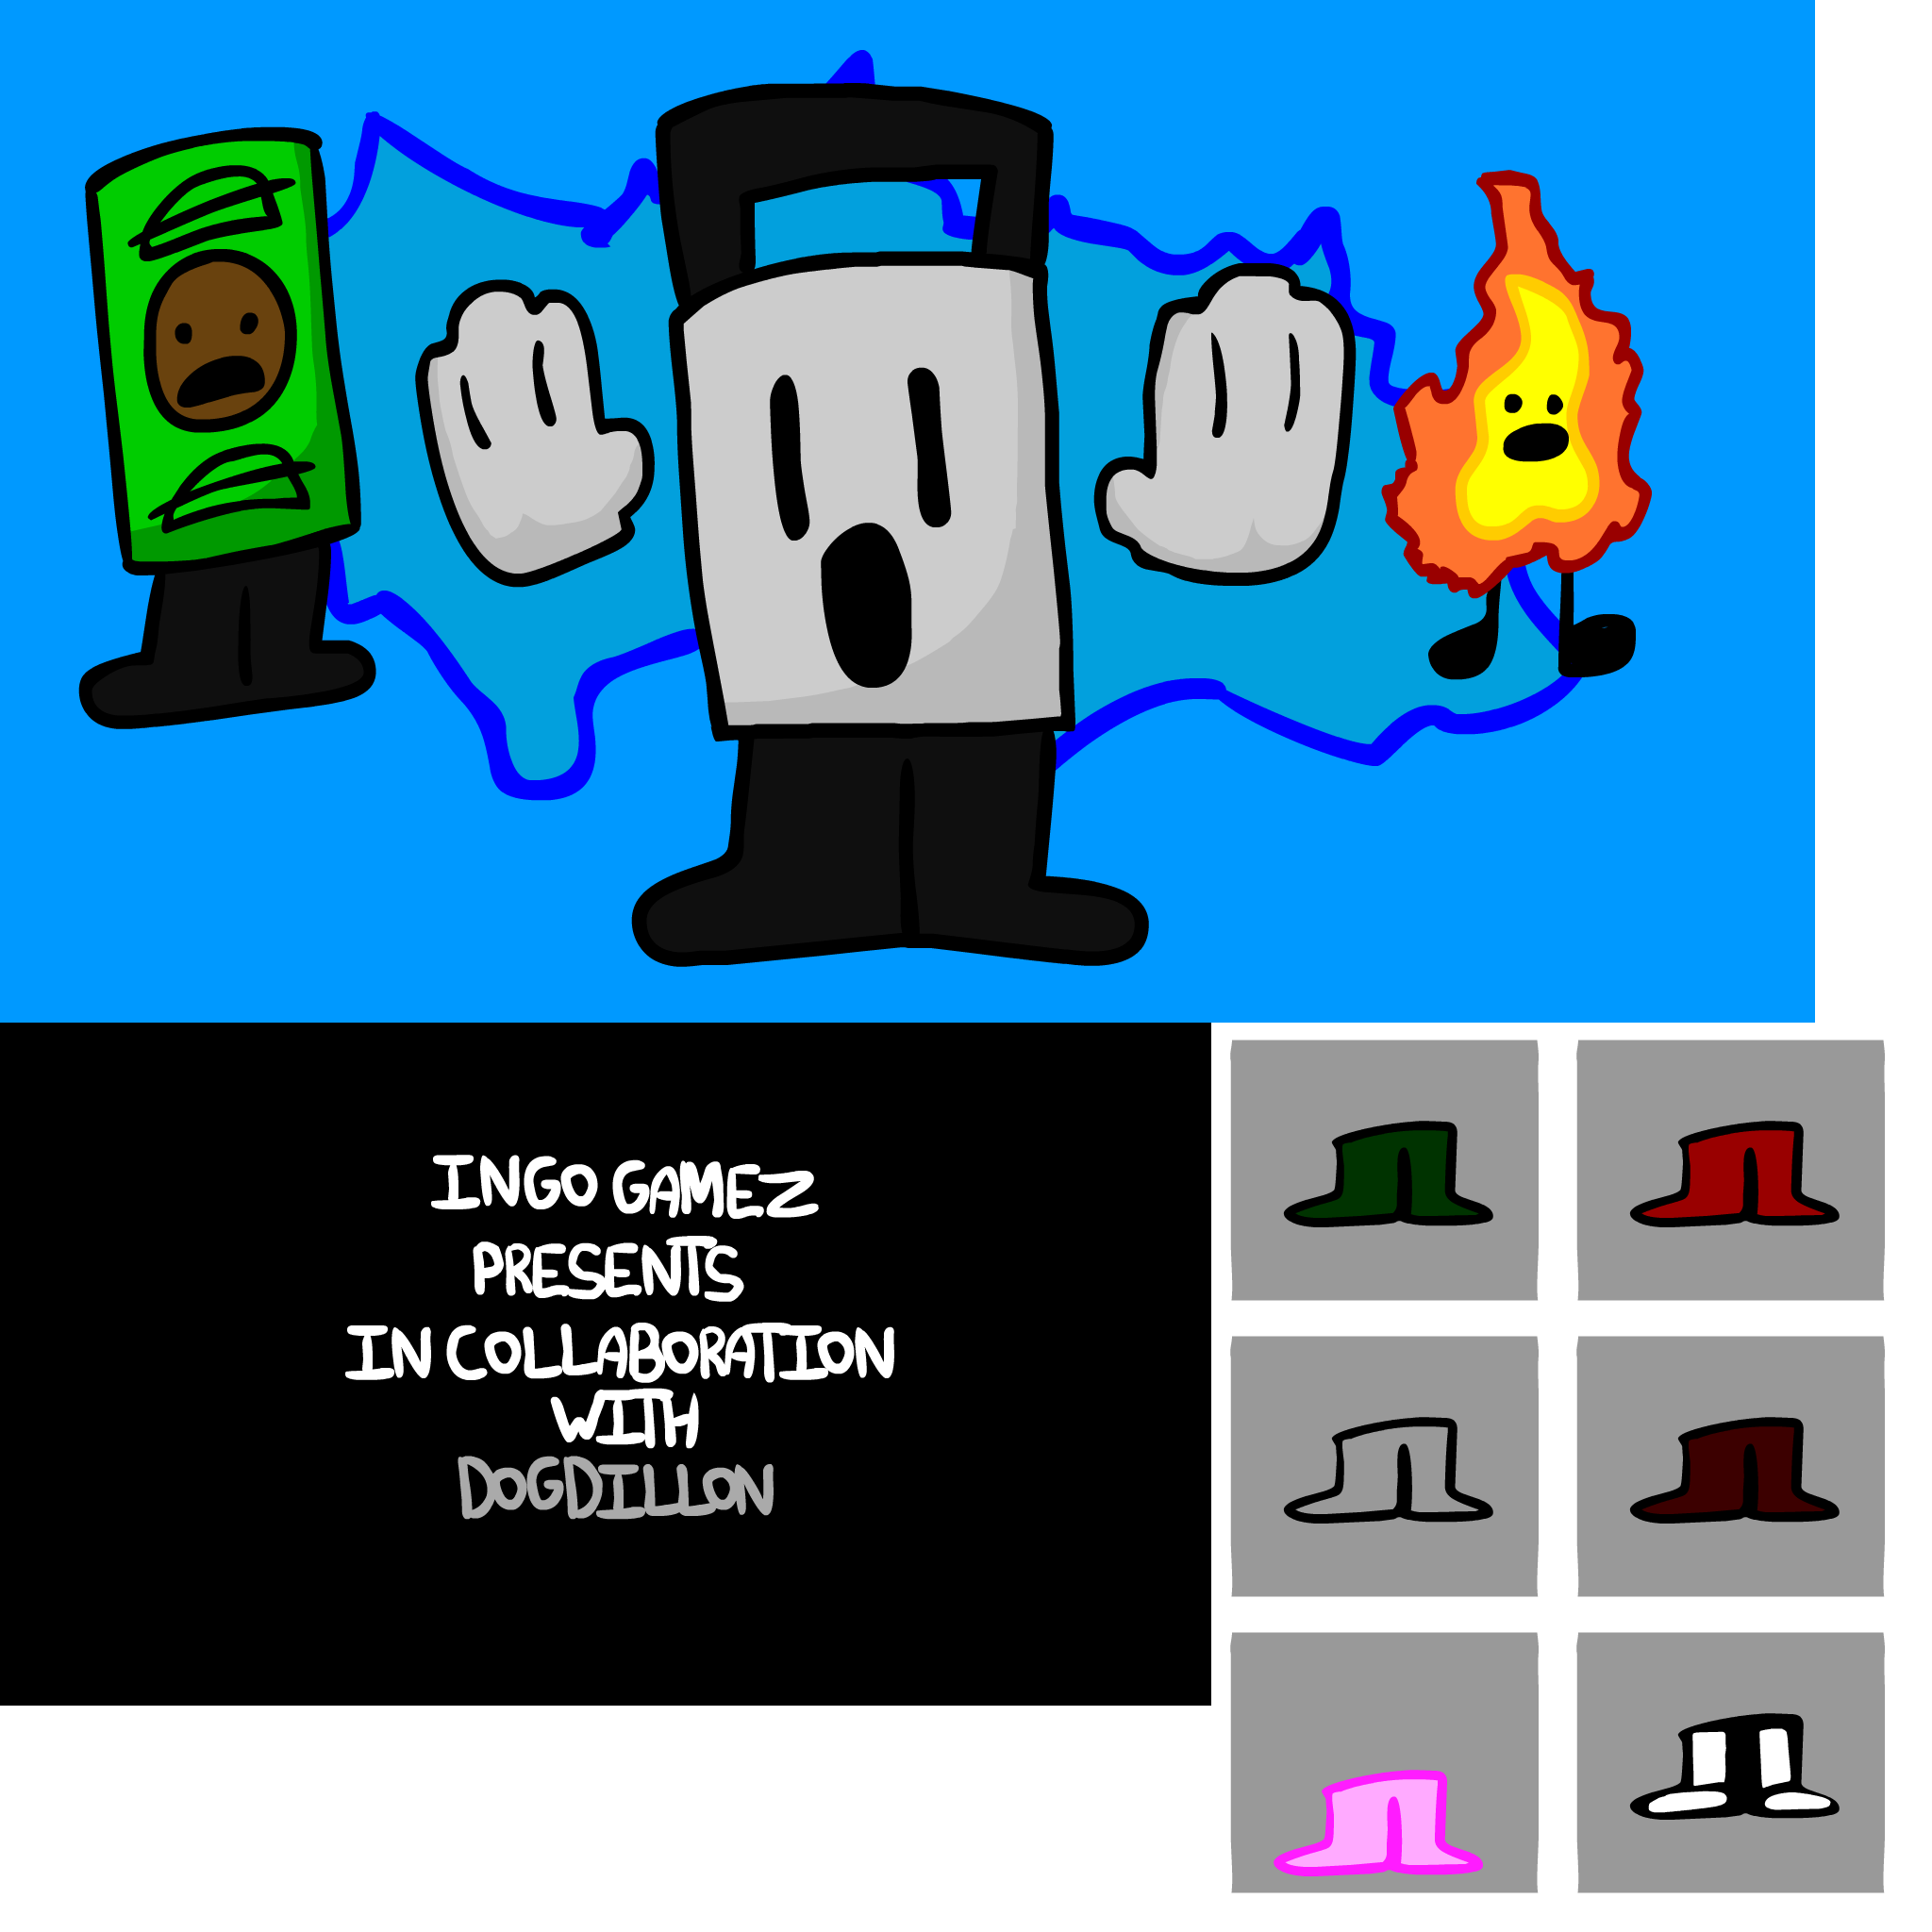 INGO GAMEZ
PRESENTS
IN COLLABORATION
WITH
DOGDILLON